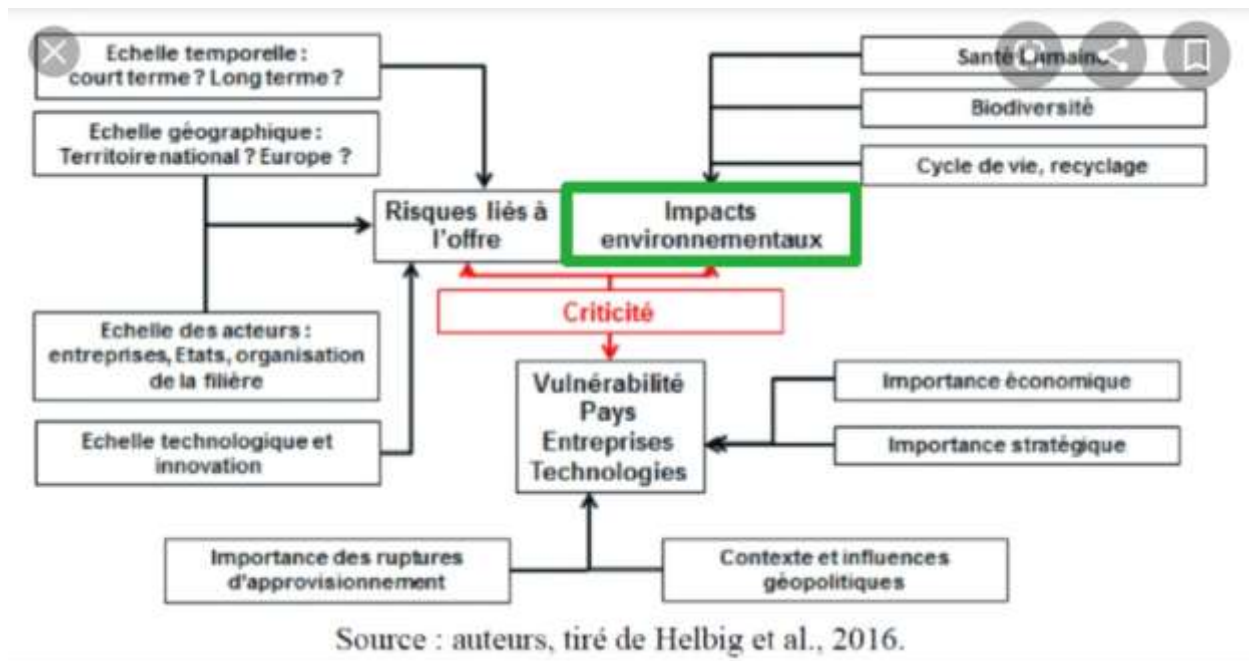 Echelle temporelle :
court terme ? Long terme ?
Echelle géographique :
Territoire national ? Europe ?
Echelle des acteurs :
entreprises, Etats, organisation
de la filière
Echelle technologique et
innovation
Risques liés à
l'offre
Impacts
environnementaux
Santé humaine
Biodiversité
Cycle de vie, recyclage
Criticité
Vulnérabilité
Pays
Entreprises
Technologies
Importance économique
Importance stratégique
Importance des ruptures
d'approvisionnement
Contexte et influences
géopolitiques
Source : auteurs, tiré de Helbig et al., 2016.